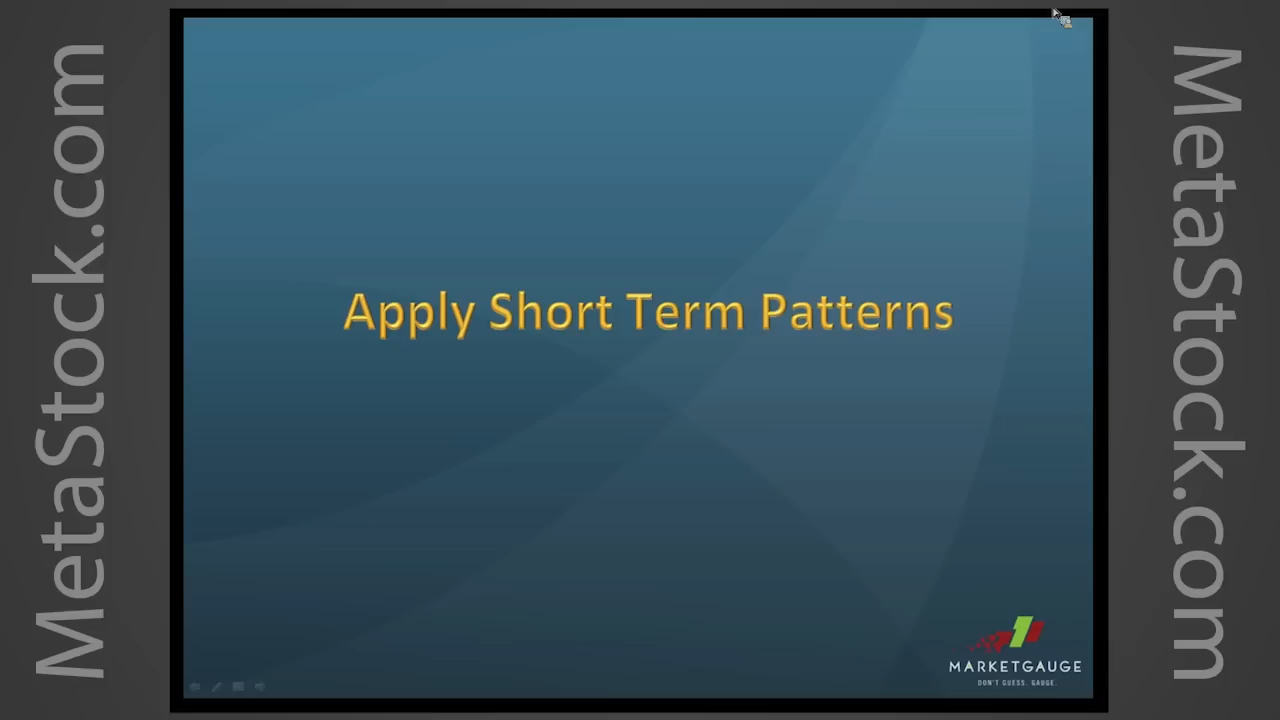 MetaStock.com
Apply Short Term Patterns
MARKETGAUGE
DON'T GUESS. GAUGE.
MetaStock.com